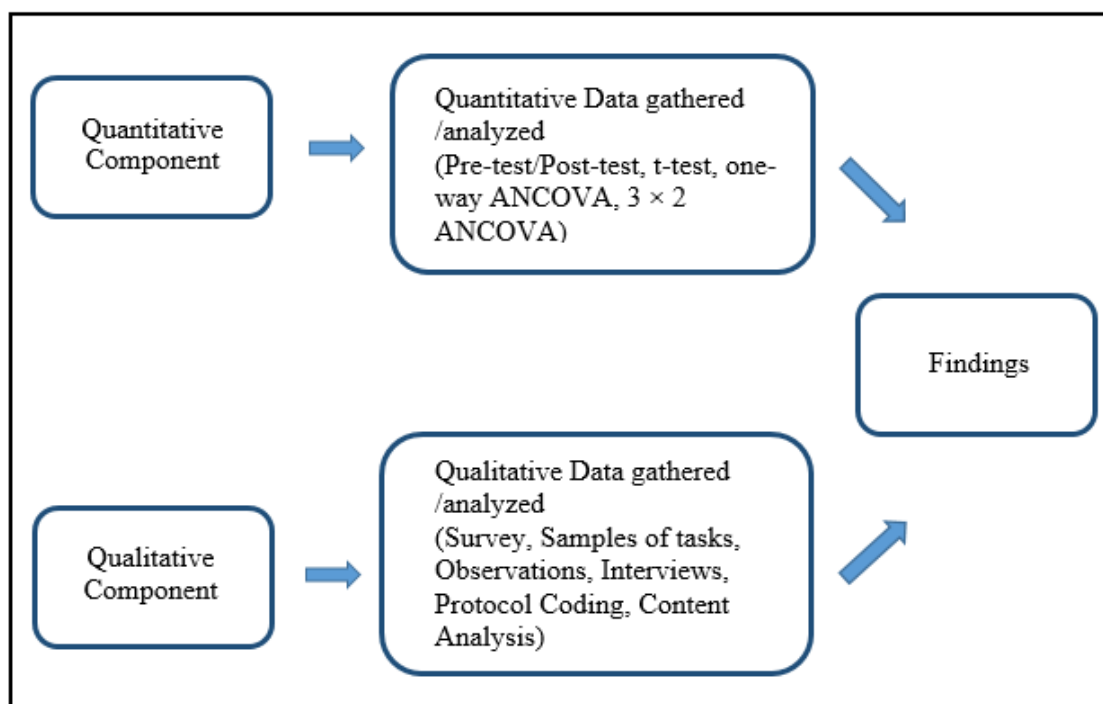 Quantitative
Component
Quantitative Data gathered
/analyzed
(Pre-test/Post-test, t-test, one-
way ANCOVA, 3 × 2
ANCOVA)
Findings
Qualitative
Component
Qualitative Data gathered
/analyzed
(Survey, Samples of tasks,
Observations, Interviews,
Protocol Coding, Content
Analysis)